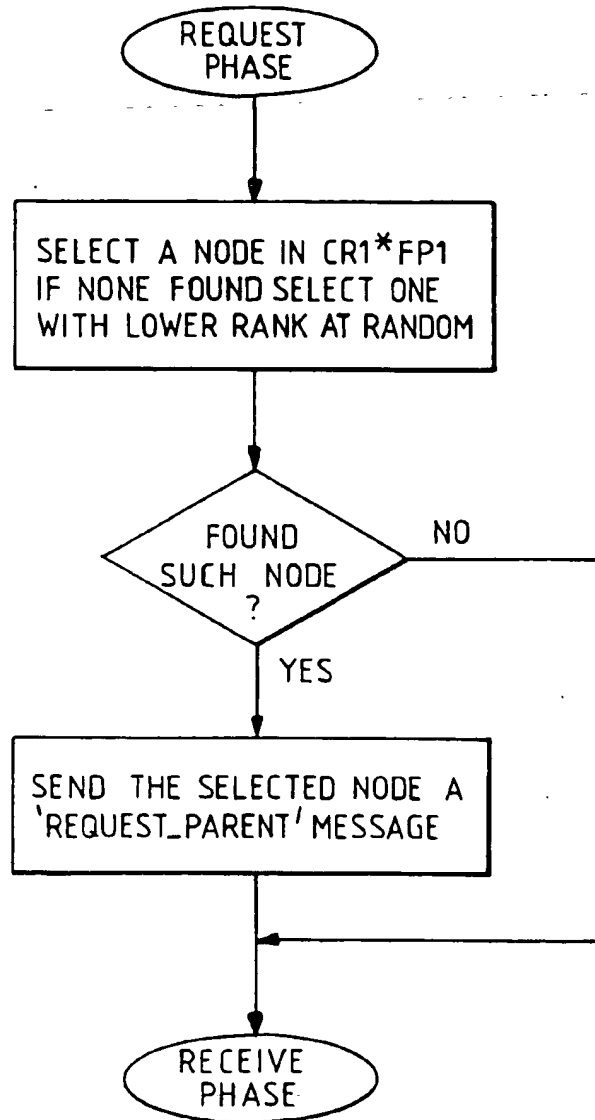 REQUEST
PHASE
SELECT A NODE IN CR1*FP1
IF NONE FOUND SELECT ONE
WITH LOWER RANK AT RANDOM
FOUND
SUCH NODE
?
NO
YES
SEND THE SELECTED NODE A
'REQUEST_PARENT' MESSAGE
RECEIVE
PHASE